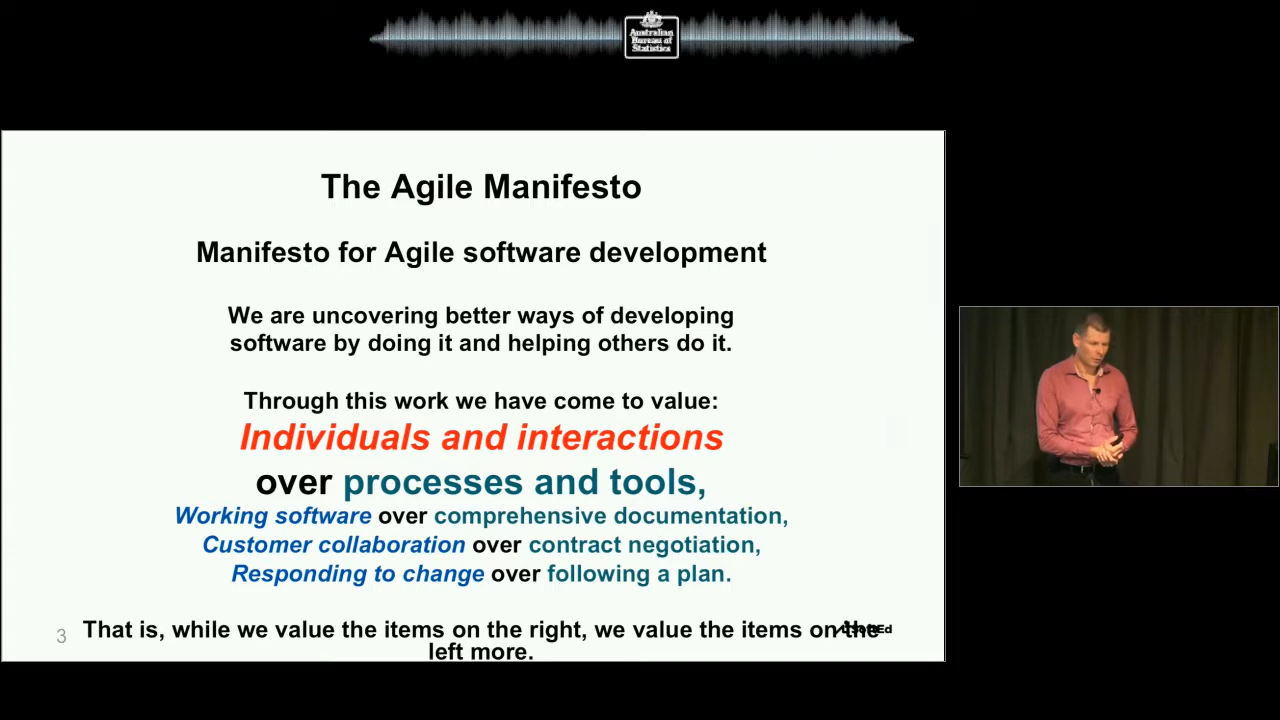 Australian
Bureau of
Statistics
The Agile Manifesto
Manifesto for Agile software development
We are uncovering better ways of developing
software by doing it and helping others do it.
Through this work we have come to value:
Individuals and interactions
over processes and tools,
Working software over comprehensive documentation,
Customer collaboration over contract negotiation,
Responding to change over following a plan.
3
That is, while we value the items on the right, we value the items on the
left more.